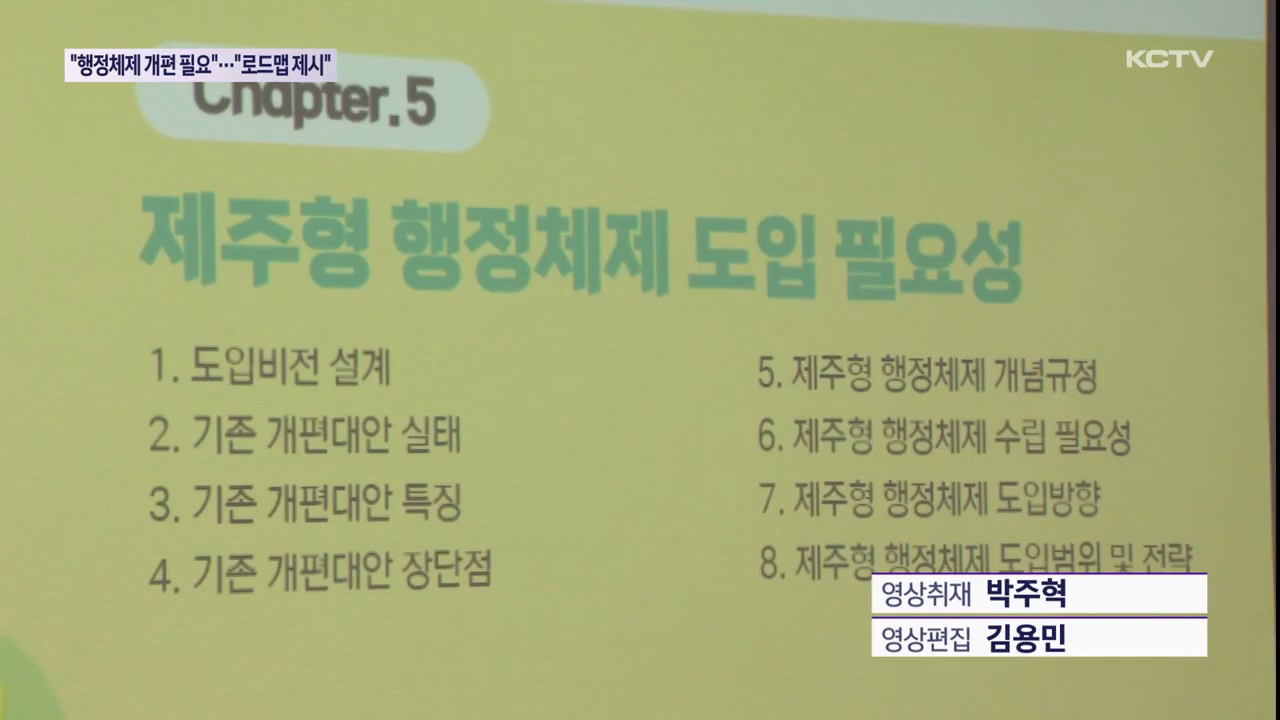 "행정체제 개편 필요"…"로드맵 제시"
KCTV
Chapter.5
제주형 행정체제 도입 필요성
1. 도입비전 설계
2. 기존 개편대안 실태
3. 기존 개편대안 특징
4. 기존 개편대안 장단점
5. 제주형 행정체제 개념규정
6. 제주형 행정체제 수립 필요성
7. 제주형 행정체제 도입방향
8. 제주형 행정체제 도입범위 및 전략
영상취재 박주혁
영상편집 김용민